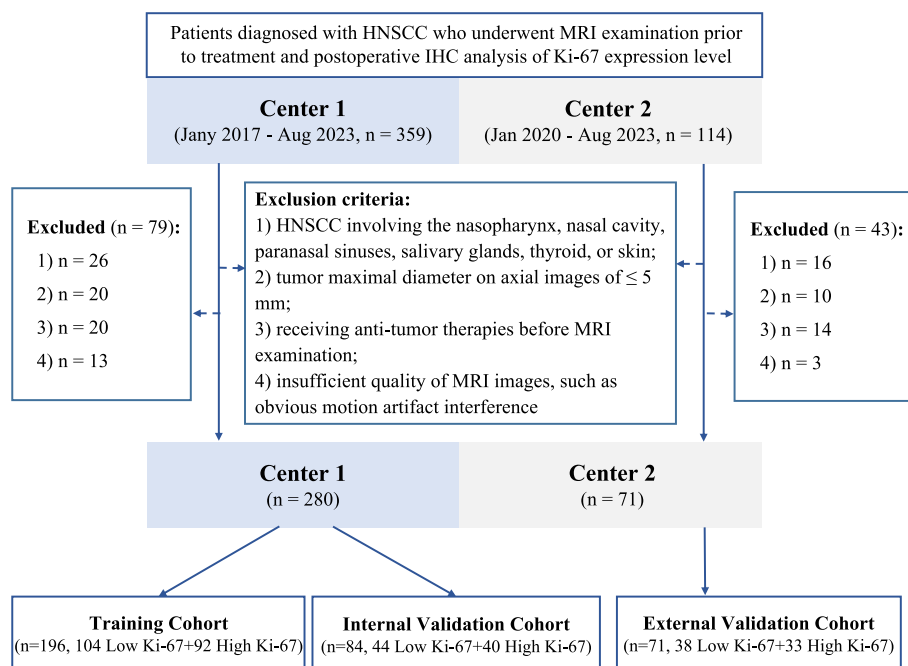 Patients diagnosed with HNSCC who underwent MRI examination prior
to treatment and postoperative IHC analysis of Ki-67 expression level
Center 1
(Jany 2017 - Aug 2023, n = 359)
Center 2
(Jan 2020 - Aug 2023, n = 114)
Excluded (n = 79):
1) n = 26
2) n = 20
3) n = 20
4) n = 13
Exclusion criteria:
1) HNSCC involving the nasopharynx, nasal cavity,
paranasal sinuses, salivary glands, thyroid, or skin;
2) tumor maximal diameter on axial images of ≤ 5
mm;
3) receiving anti-tumor therapies before MRI
examination;
4) insufficient quality of MRI images, such as
obvious motion artifact interference
Excluded (n = 43):
1) n = 16
2) n = 10
3) n = 14
4) n = 3
Center 1
(n = 280)
Center 2
(n = 71)
Training Cohort
(n=196, 104 Low Ki-67+92 High Ki-67)
Internal Validation Cohort
(n=84, 44 Low Ki-67+40 High Ki-67)
External Validation Cohort
(n=71, 38 Low Ki-67+33 High Ki-67)